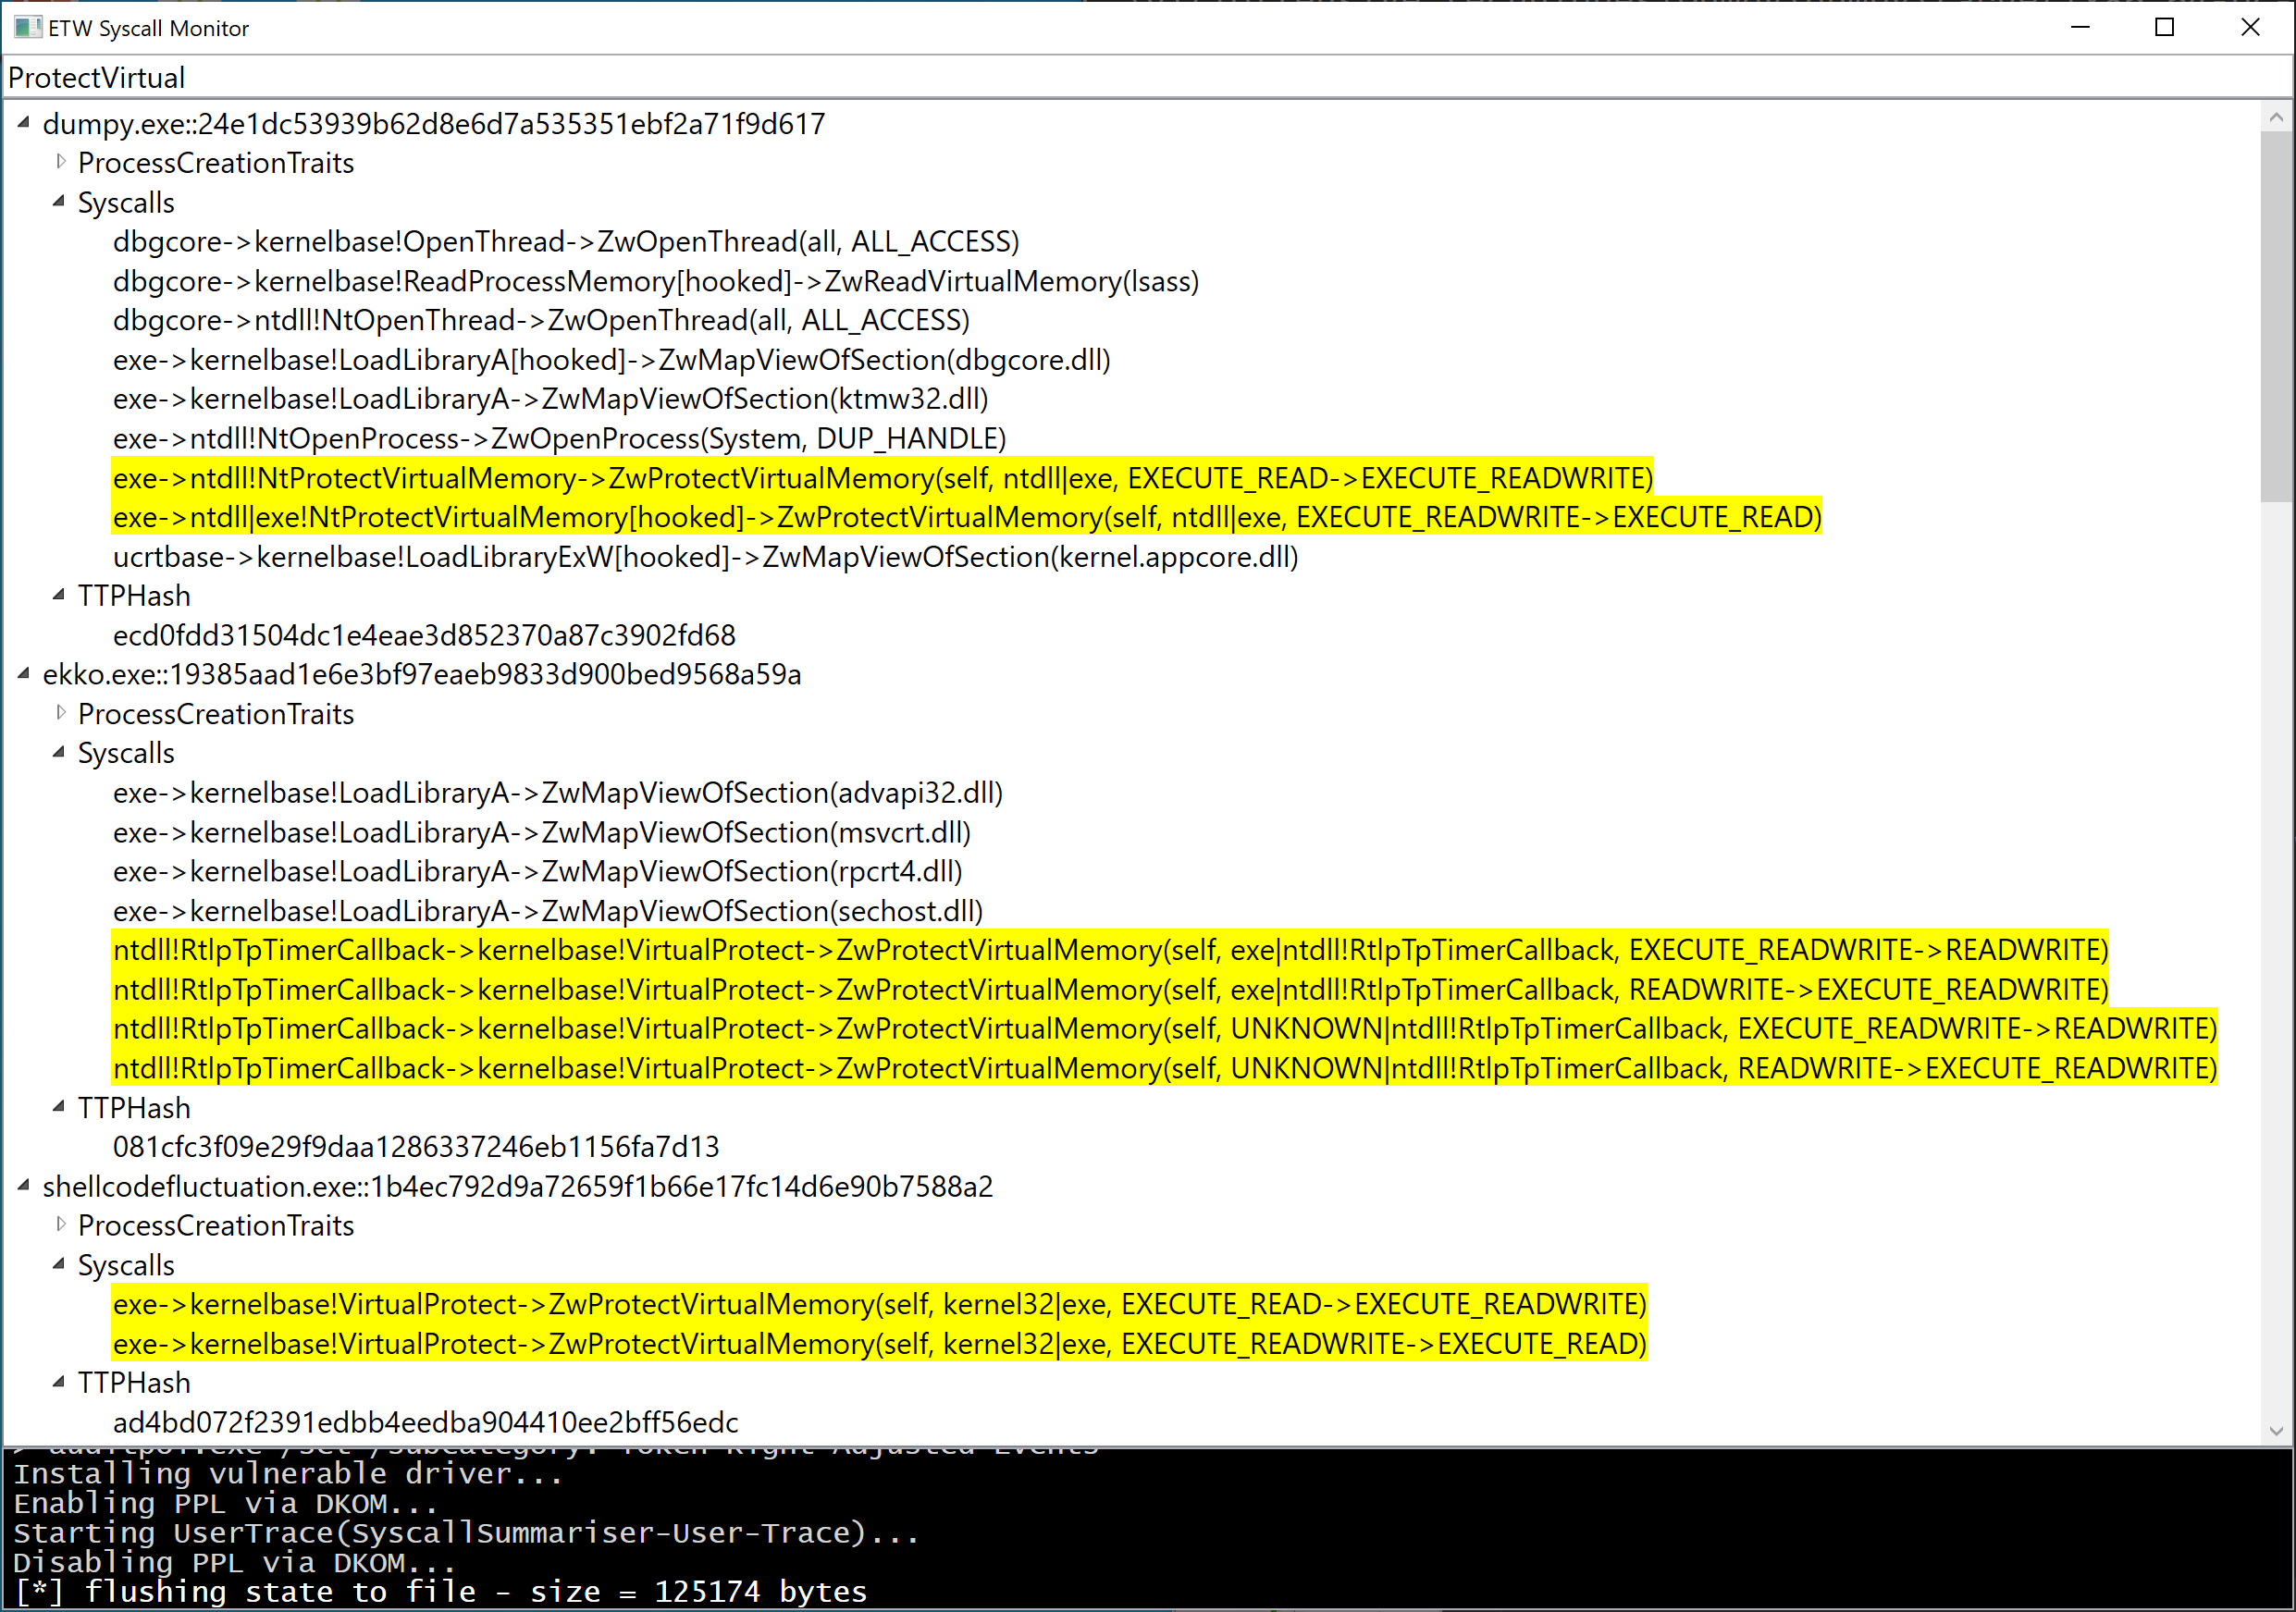 ETW Syscall Monitor
ProtectVirtual
dumpy.exe::24e1dc53939b62d8e6d7a535351ebf2a71f9d617
ProcessCreationTraits
Syscalls
dbgcore->kernelbase!OpenThread->ZwOpenThread(all, ALL_ACCESS)
dbgcore->kernelbase!ReadProcessMemory[hooked]->ZwReadVirtualMemory(lsass)
dbgcore->ntdll!NtOpenThread->ZwOpenThread(all, ALL_ACCESS)
exe->kernelbase!LoadLibraryA[hooked]->ZwMapViewOfSection(dbgcore.dll)
exe->kernelbase!LoadLibraryA->ZwMapViewOfSection(ktmw32.dll)
exe->ntdll!NtOpenProcess->ZwOpenProcess(System, DUP_HANDLE)
exe->ntdll!NtProtectVirtualMemory->ZwProtectVirtualMemory(self, ntdll|exe, EXECUTE_READ->EXECUTE_READWRITE)
exe->ntdll|exe!NtProtectVirtualMemory[hooked]->ZwProtectVirtualMemory(self, ntdll|exe, EXECUTE_READWRITE->EXECUTE_READ)
ucrtbase->kernelbase!LoadLibraryExW[hooked]->ZwMapViewOfSection(kernel.appcore.dll)
TTPHash
ecd0fdd31504dc1e4eae3d852370a87c3902fd68
ekko.exe::19385aad1e6e3bf97eaeb9833d900bed9568a59a
ProcessCreationTraits
Syscalls
exe->kernelbase!LoadLibraryA->ZwMapViewOfSection(advapi32.dll)
exe->kernelbase!LoadLibraryA->ZwMapViewOfSection(msvcrt.dll)
exe->kernelbase!LoadLibraryA->ZwMapViewOfSection(rpcrt4.dll)
exe->kernelbase!LoadLibraryA->ZwMapViewOfSection(sechost.dll)
ntdll!RtlpTpTimerCallback->kernelbase!VirtualProtect->ZwProtectVirtualMemory(self, exe|ntdll!RtlpTpTimerCallback, EXECUTE_READWRITE->READWRITE)
ntdll!RtlpTpTimerCallback->kernelbase!VirtualProtect->ZwProtectVirtualMemory(self, exe|ntdll!RtlpTpTimerCallback, READWRITE->EXECUTE_READWRITE)
ntdll!RtlpTpTimerCallback->kernelbase!VirtualProtect->ZwProtectVirtualMemory(self, UNKNOWN|ntdll!RtlpTpTimerCallback, EXECUTE_READWRITE->READWRITE)
ntdll!RtlpTpTimerCallback->kernelbase!VirtualProtect->ZwProtectVirtualMemory(self, UNKNOWN|ntdll!RtlpTpTimerCallback, READWRITE->EXECUTE_READWRITE)
TTPHash
081cfc3f09e29f9daa1286337246eb1156fa7d13
shellcodefluctuation.exe::1b4ec792d9a72659f1b66e17fc14d6e90b7588a2
ProcessCreationTraits
Syscalls
exe->kernelbase!VirtualProtect->ZwProtectVirtualMemory(self, kernel32|exe, EXECUTE_READ->EXECUTE_READWRITE)
exe->kernelbase!VirtualProtect->ZwProtectVirtualMemory(self, kernel32|exe, EXECUTE_READWRITE->EXECUTE_READ)
TTPHash
ad4bd072f2391edbb4eedba904410ee2bff56edc
Installing vulnerable driver...
Enabling PPL via DKOM...
Starting UserTrace(SyscallSummariser-User-Trace)...
Disabling PPL via DKOM...
[*] flushing state to file - size = 125174 bytes